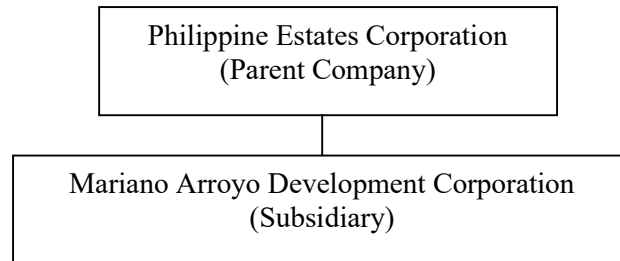 Philippine Estates Corporation
(Parent Company)
Mariano Arroyo Development Corporation
(Subsidiary)